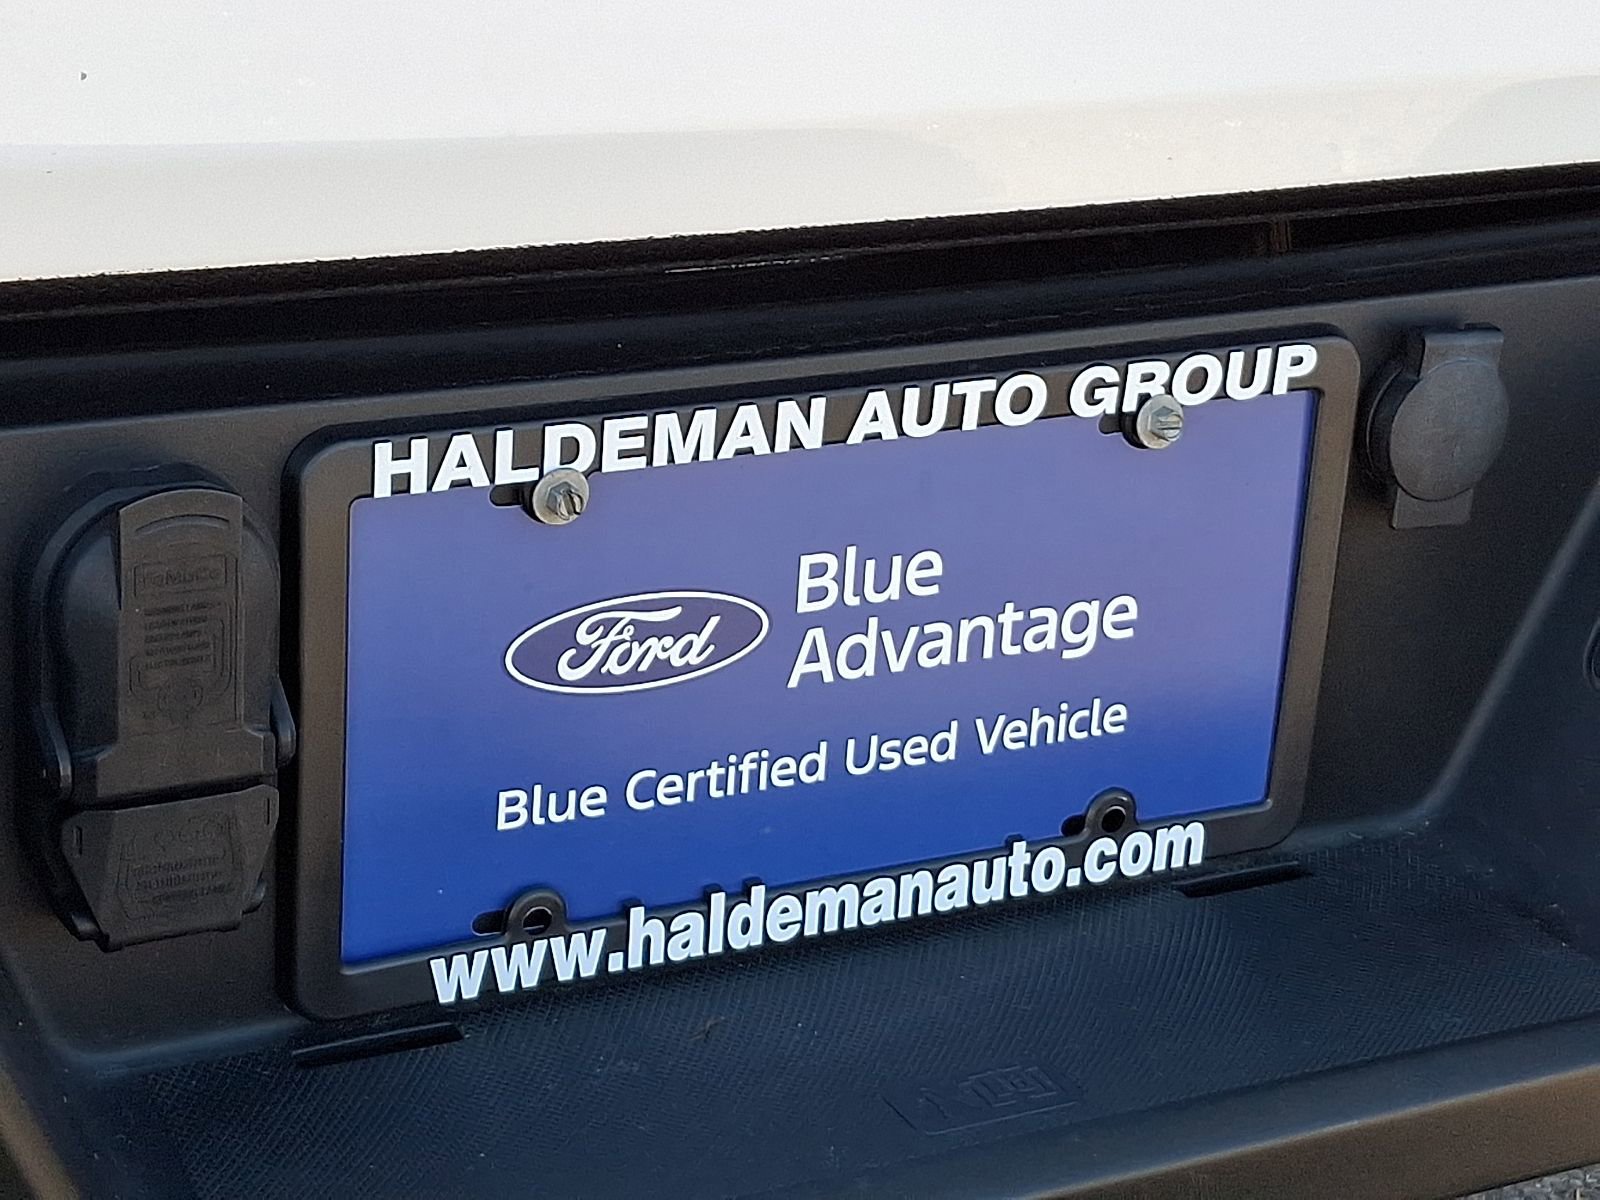 HALDEMAN AUTO GROUP
Ford
Blue
Advantage
Blue Certified Used Vehicle
www.haldemanauto.com